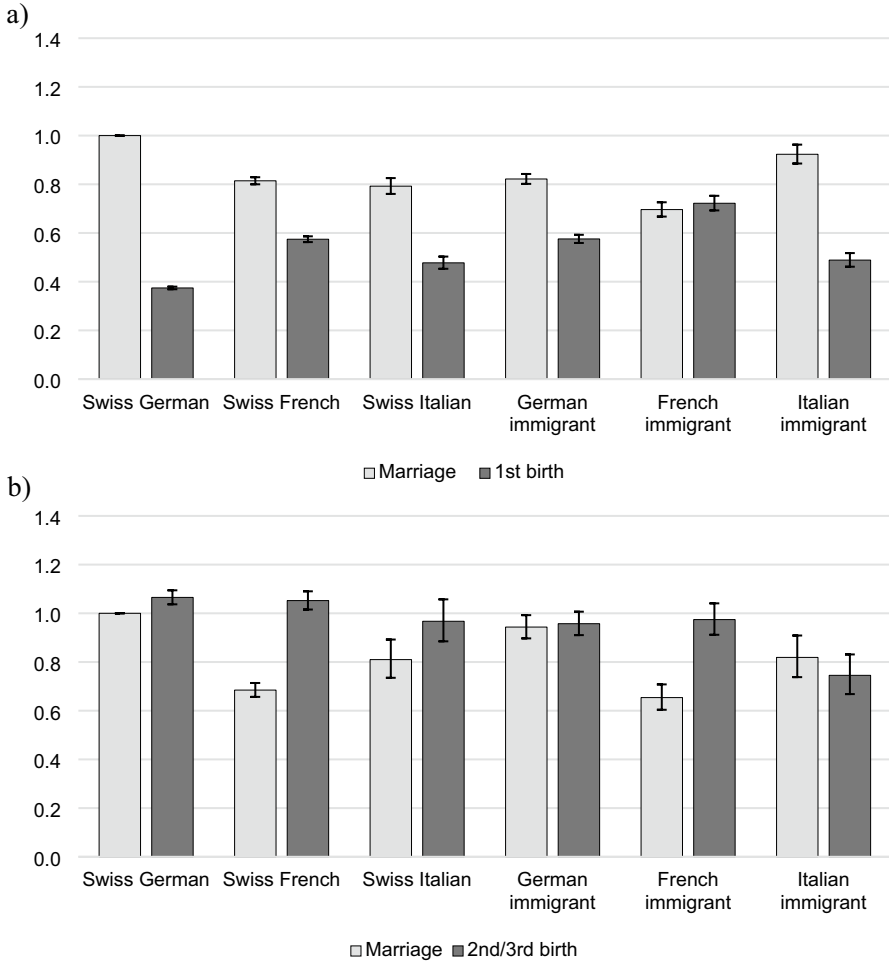 a)
1.4
1.2
1.0
0.8
0.6
0.4
0.2
0.0
Swiss German Swiss French Swiss Italian German immigrant French immigrant Italian immigrant
Marriage 1st birth
b)
1.4
1.2
1.0
0.8
0.6
0.4
0.2
0.0
Swiss German Swiss French Swiss Italian German immigrant French immigrant Italian immigrant
Marriage 2nd/3rd birth